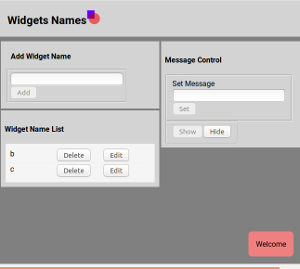 Widgets Names
Add Widget Name
Add
Widget Name List
b
Delete
Edit
c
Delete
Edit
Message Control
Set Message
Set
Show
Hide
Welcome